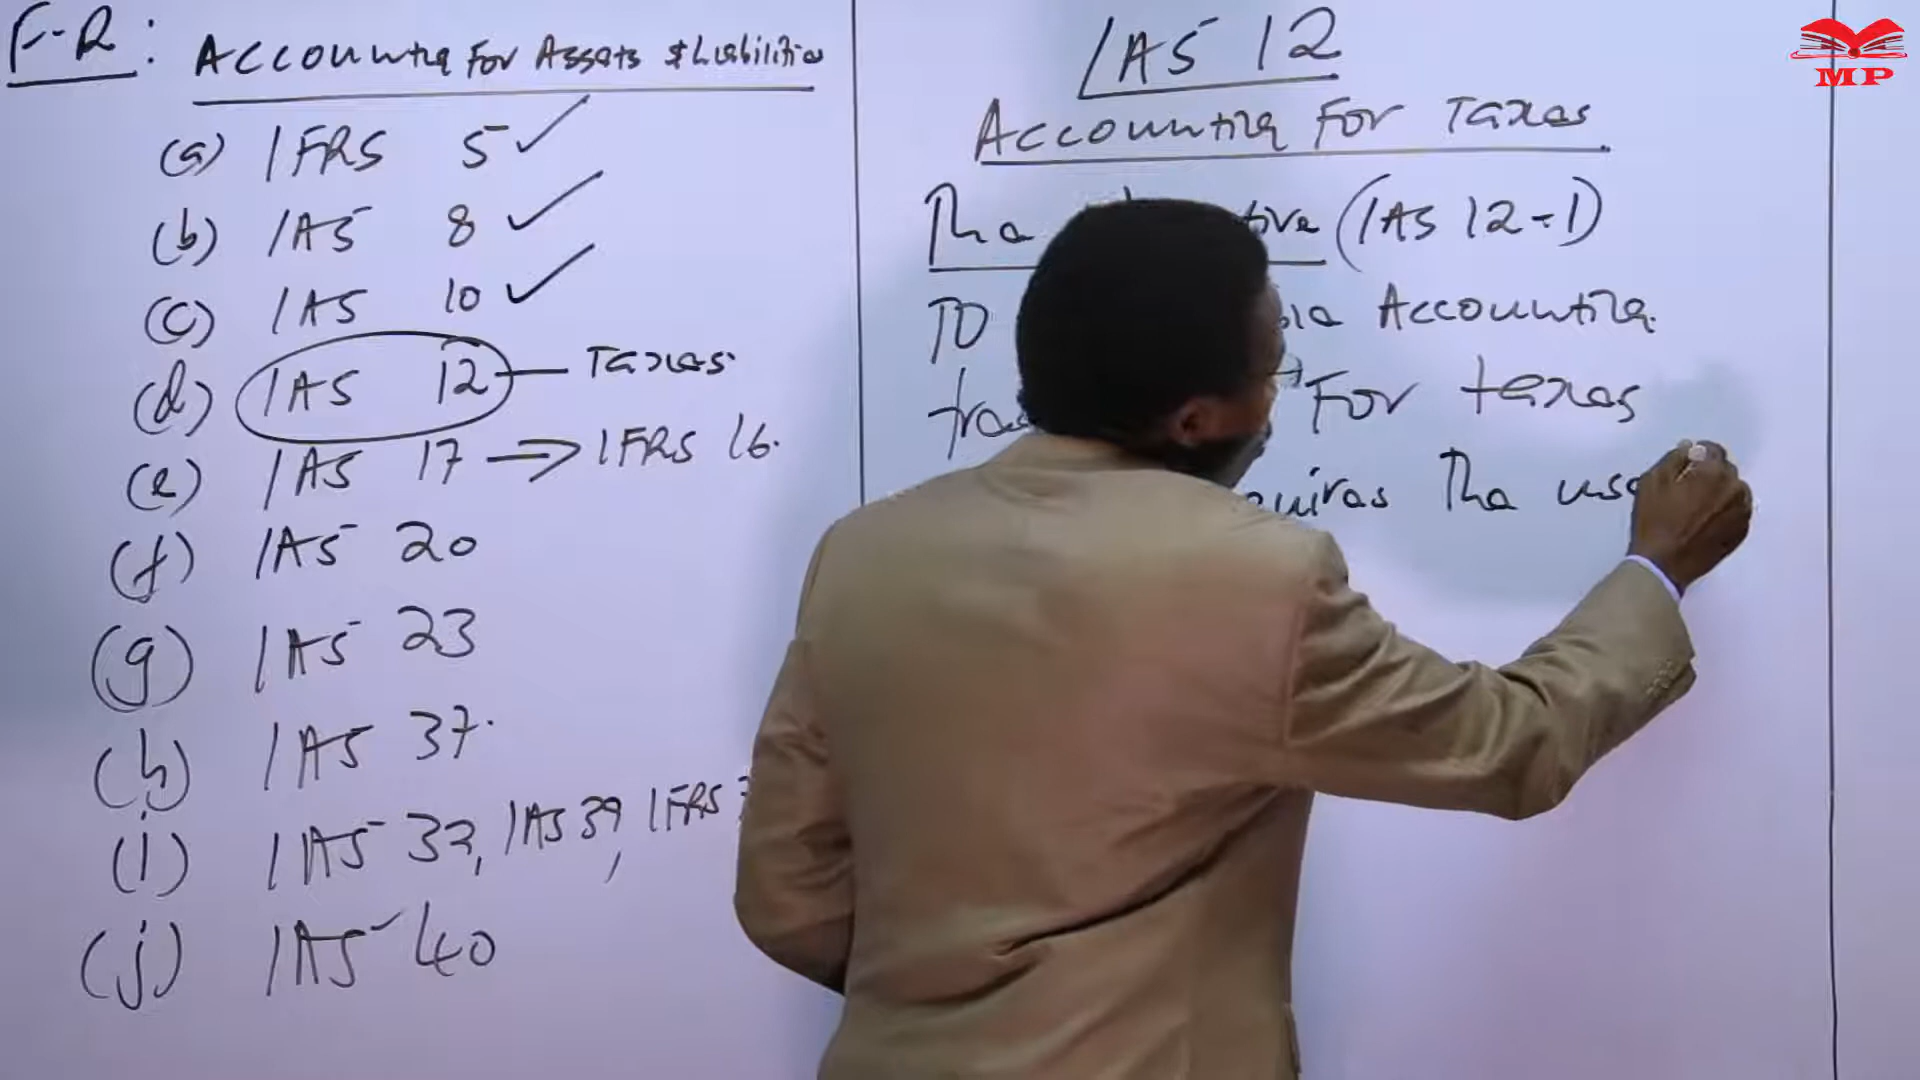 F-R: Accounting For Assets & Liabilities
(a) IFRS 5 ✓
(b) IAS 8 ✓
(c) IAS 10 ✓
(d) IAS 12 — Taxes
(e) IAS 17 → IFRS 16.
(f) IAS 20
(g) IAS 23
(h) IAS 37.
(i) IAS 32, IAS 39, IFRS
(j) IAS 40
IAS 12
Accounting For Taxes
The (IAS 12-1)
To Accounting
For taxes
The use
MP